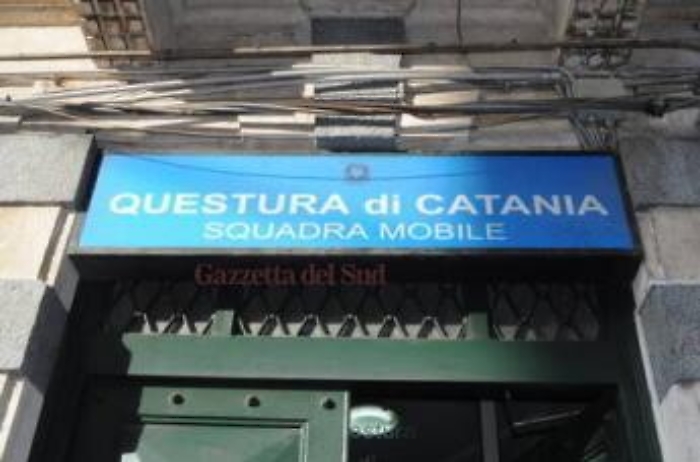 QUESTURA di CATANIA
SQUADRA MOBILE
Gazzetta del Sud